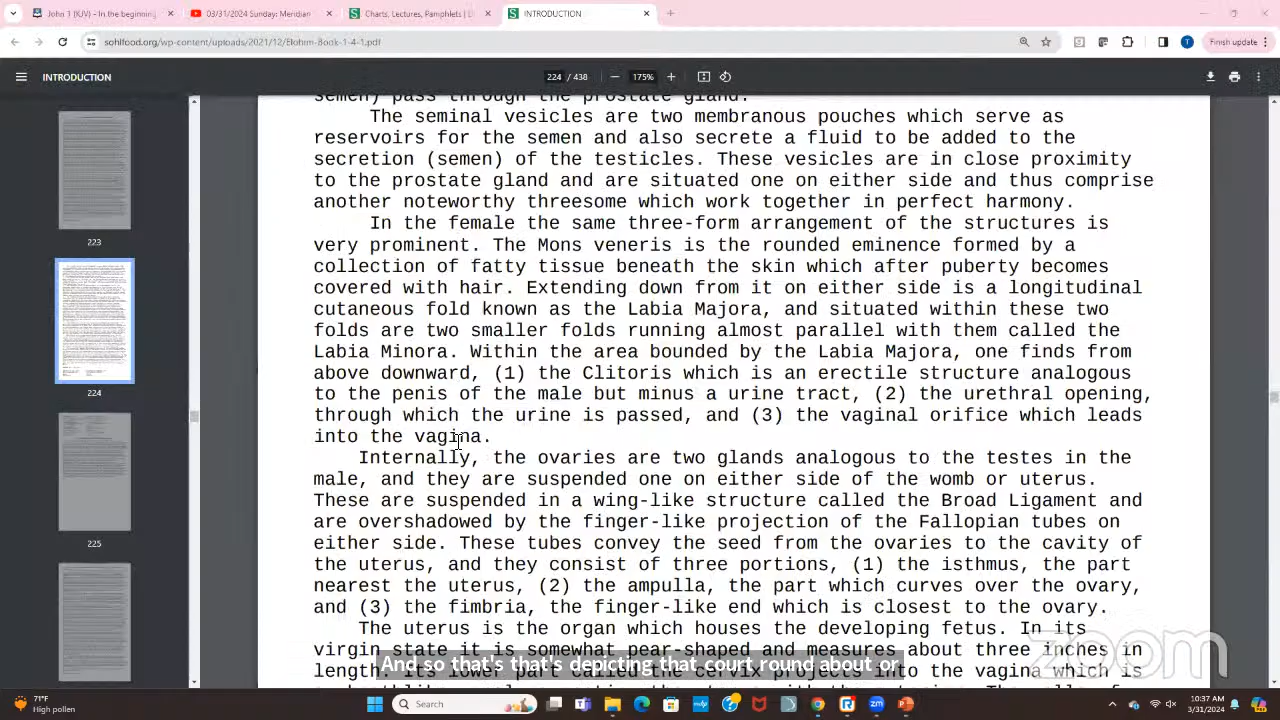 John 1 (KJV) - In the beginning
03/31/2024 Sunday: Meridian
Charts, Lectures, Pamphlets |
INTRODUCTION
sohlfood.org/wp-content/uploads/2021/12/Elohm-Book-1-4-1.pdf
Finish update
INTRODUCTION
224 / 438
175%
semen) pass through the prostate gland.
The seminal vesicles are two membranous pouches which serve as
reservoirs for the semen and also secrete a fluid to be added to the
secretion (semen) of the testicles. These vesicles are in close proximity
to the prostate gland and are situated one on either side and thus comprise
another noteworthy threesome which work together in perfect harmony.
In the female the same three-form arrangement of the structures is
very prominent. The Mons veneris is the rounded eminence formed by a
collection of fatty tissue beneath the skin which after puberty becomes
covered with hair. Extending down from it on either side is a longitudinal
cutaneous fold known as the Labia Majora, and situated within these two
folds are two smaller folds running almost parallel with them called the
Labia Minora. Within the area bounded by the Labia Majora, one finds from
above downward, (1) the Clitoris which is an erectile structure analogous
to the penis of the male but minus a urine tract, (2) the urethral opening,
through which the urine is passed, and (3) the vaginal orifice which leads
into the vagina.
Internally, the ovaries are two glands analogous to the testes in the
male, and they are suspended one on either side of the womb or uterus.
These are suspended in a wing-like structure called the Broad Ligament and
are overshadowed by the finger-like projection of the Fallopian tubes on
either side. These tubes convey the seed from the ovaries to the cavity of
the uterus, and they consist of three portions, (1) the isthmus, the part
nearest the uterus, (2) the ampulla, the part which curves over the ovary,
and (3) the fimbria, the finger-like end which is closest to the ovary.
The uterus is the organ which houses the developing fetus. In its
virgin state it is about three inches in
length. Its lower part called the cervix projects to the vagina which is
And so that's that's depicting that court round about or
zoom
223
224
225
71°F
High pollen
Search
10:37 AM
3/31/2024